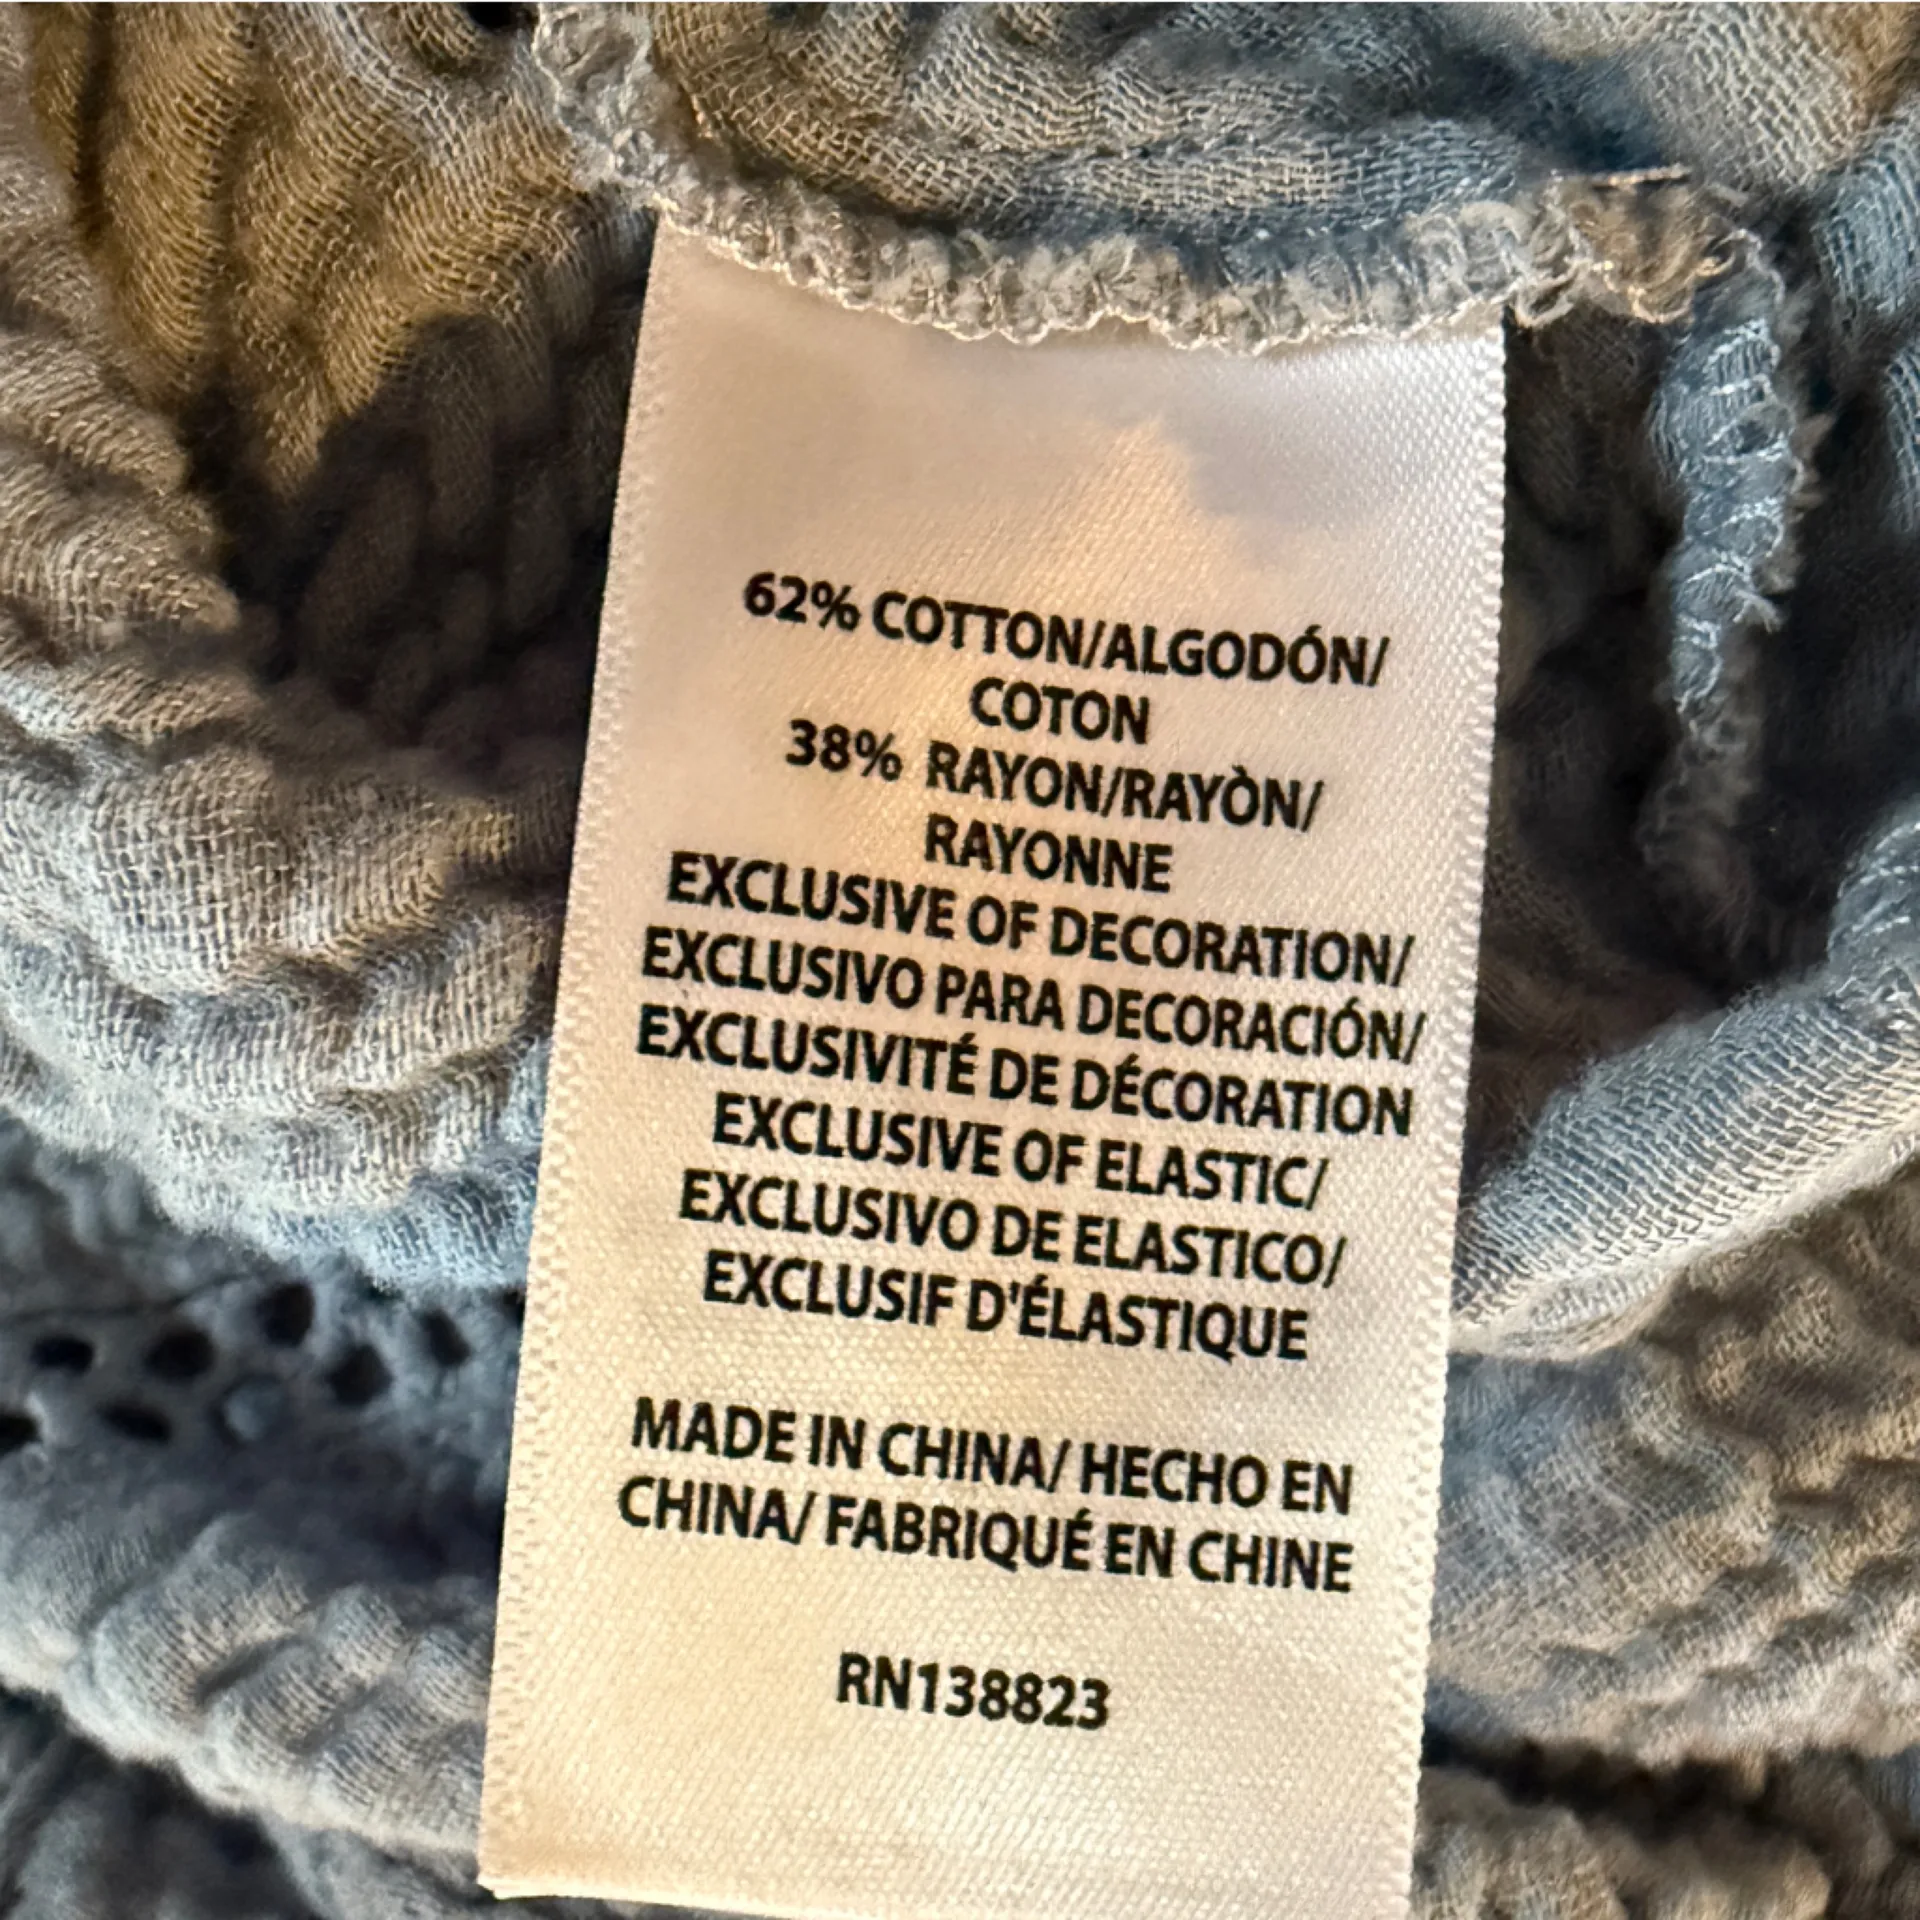 62% COTTON/ALGODÓN/
COTON
38% RAYON/RAYÒN/
RAYONNE
EXCLUSIVE OF DECORATION/
EXCLUSIVO PARA DECORACIÓN/
EXCLUSIVITÉ DE DÉCORATION
EXCLUSIVE OF ELASTIC/
EXCLUSIVO DE ELASTICO/
EXCLUSIF D'ÉLASTIQUE
MADE IN CHINA/ HECHO EN
CHINA/ FABRIQUÉ EN CHINE
RN138823